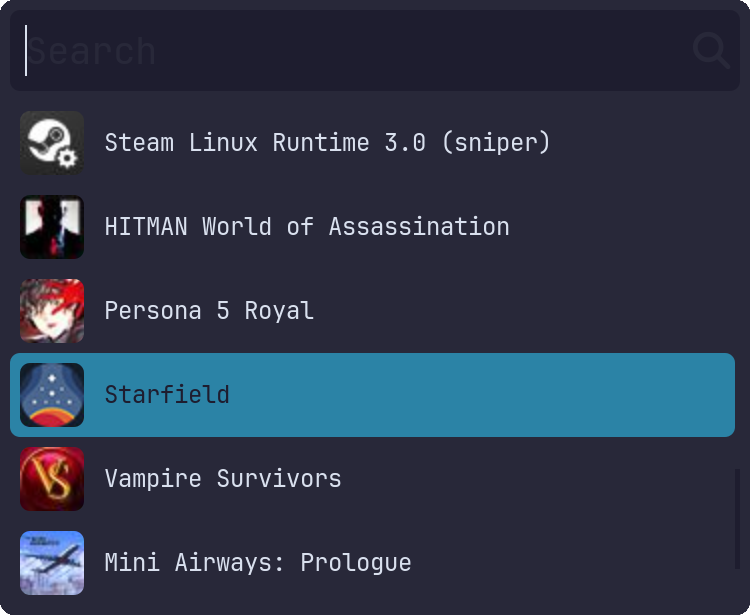 Search
Steam Linux Runtime 3.0 (sniper)
HITMAN World of Assassination
Persona 5 Royal
Starfield
VS
Vampire Survivors
Mini Airways: Prologue